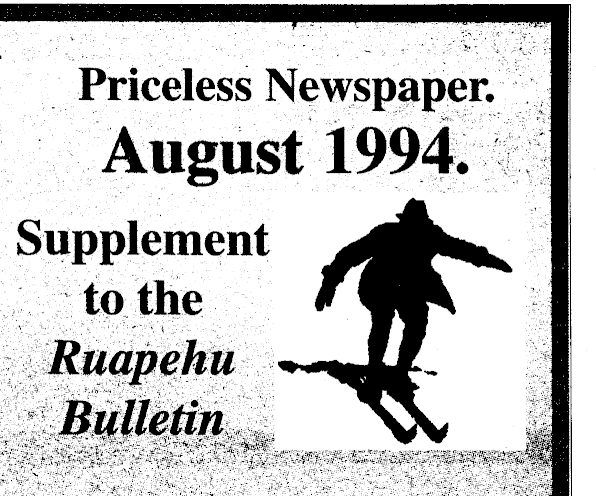 Priceless Newspaper.
August 1994.
Supplement
to the
Ruapehu
Bulletin